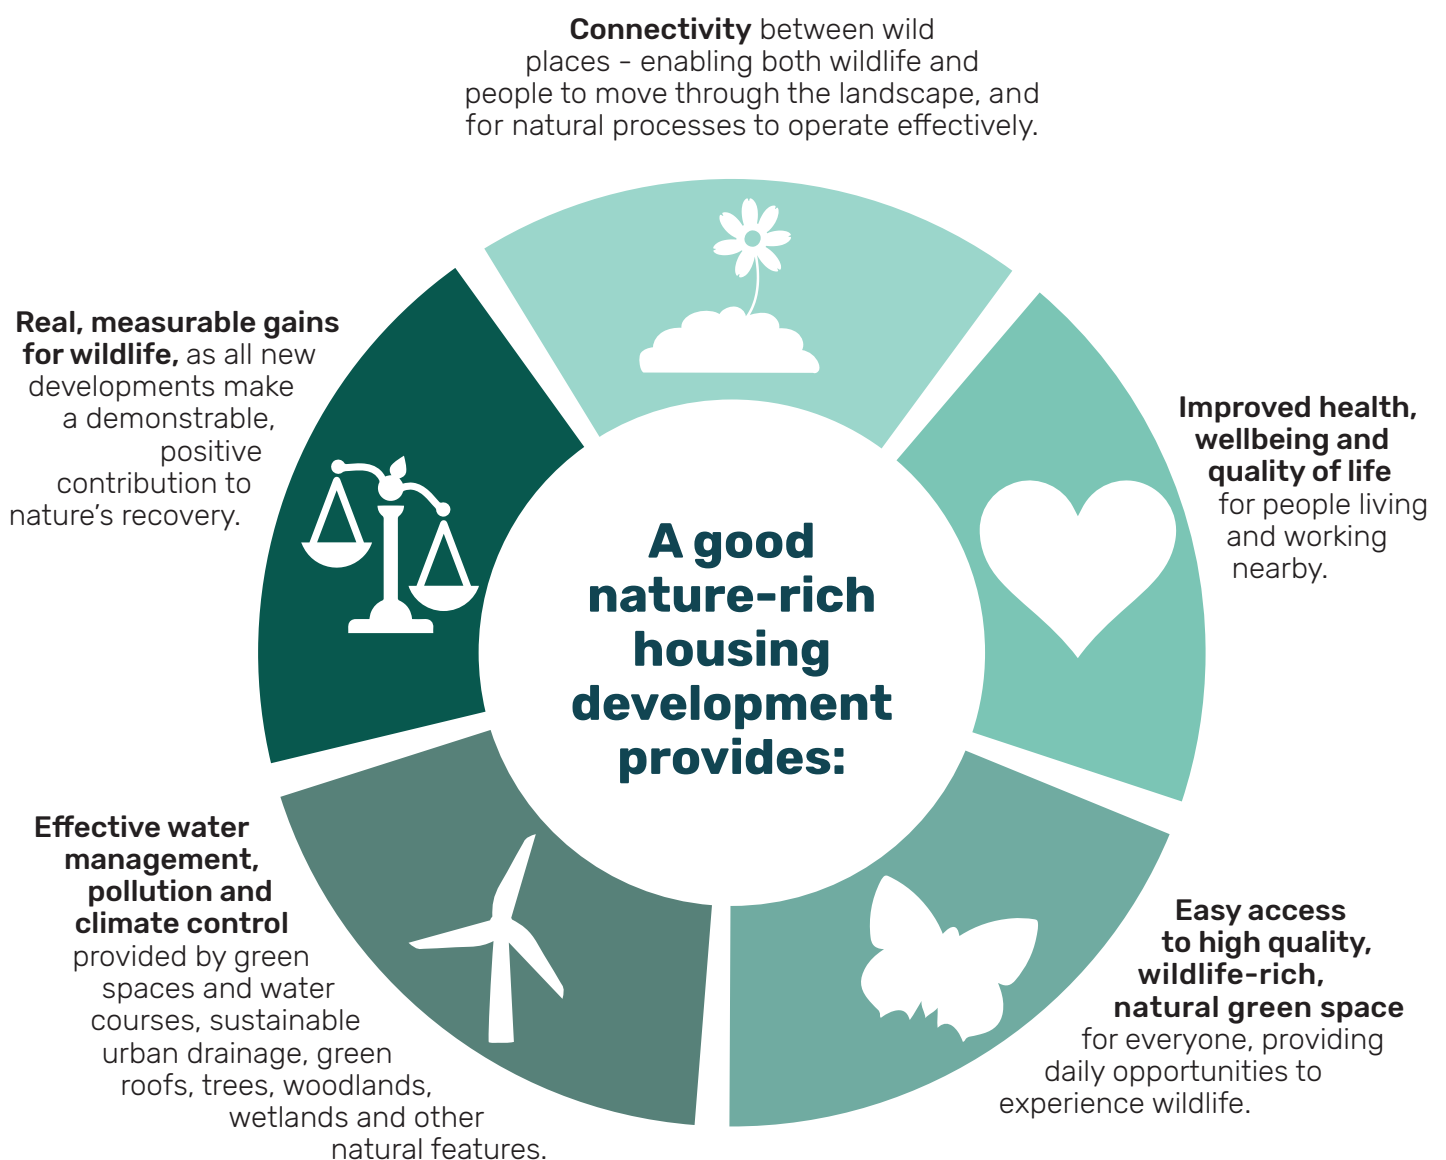 Connectivity between wild
places - enabling both wildlife and
people to move through the landscape, and
for natural processes to operate effectively.
Real, measurable gains
for wildlife, as all new
developments make
a demonstrable,
positive
contribution to
nature's recovery.
Improved health,
wellbeing and
quality of life
for people living
and working
nearby.
A good
nature-rich
housing
development
provides:
Effective water
management,
pollution and
climate control
provided by green
spaces and water
courses, sustainable
urban drainage, green
roofs, trees, woodlands,
wetlands and other
natural features.
Easy access
to high quality,
wildlife-rich,
natural green space
for everyone, providing
daily opportunities to
experience wildlife.